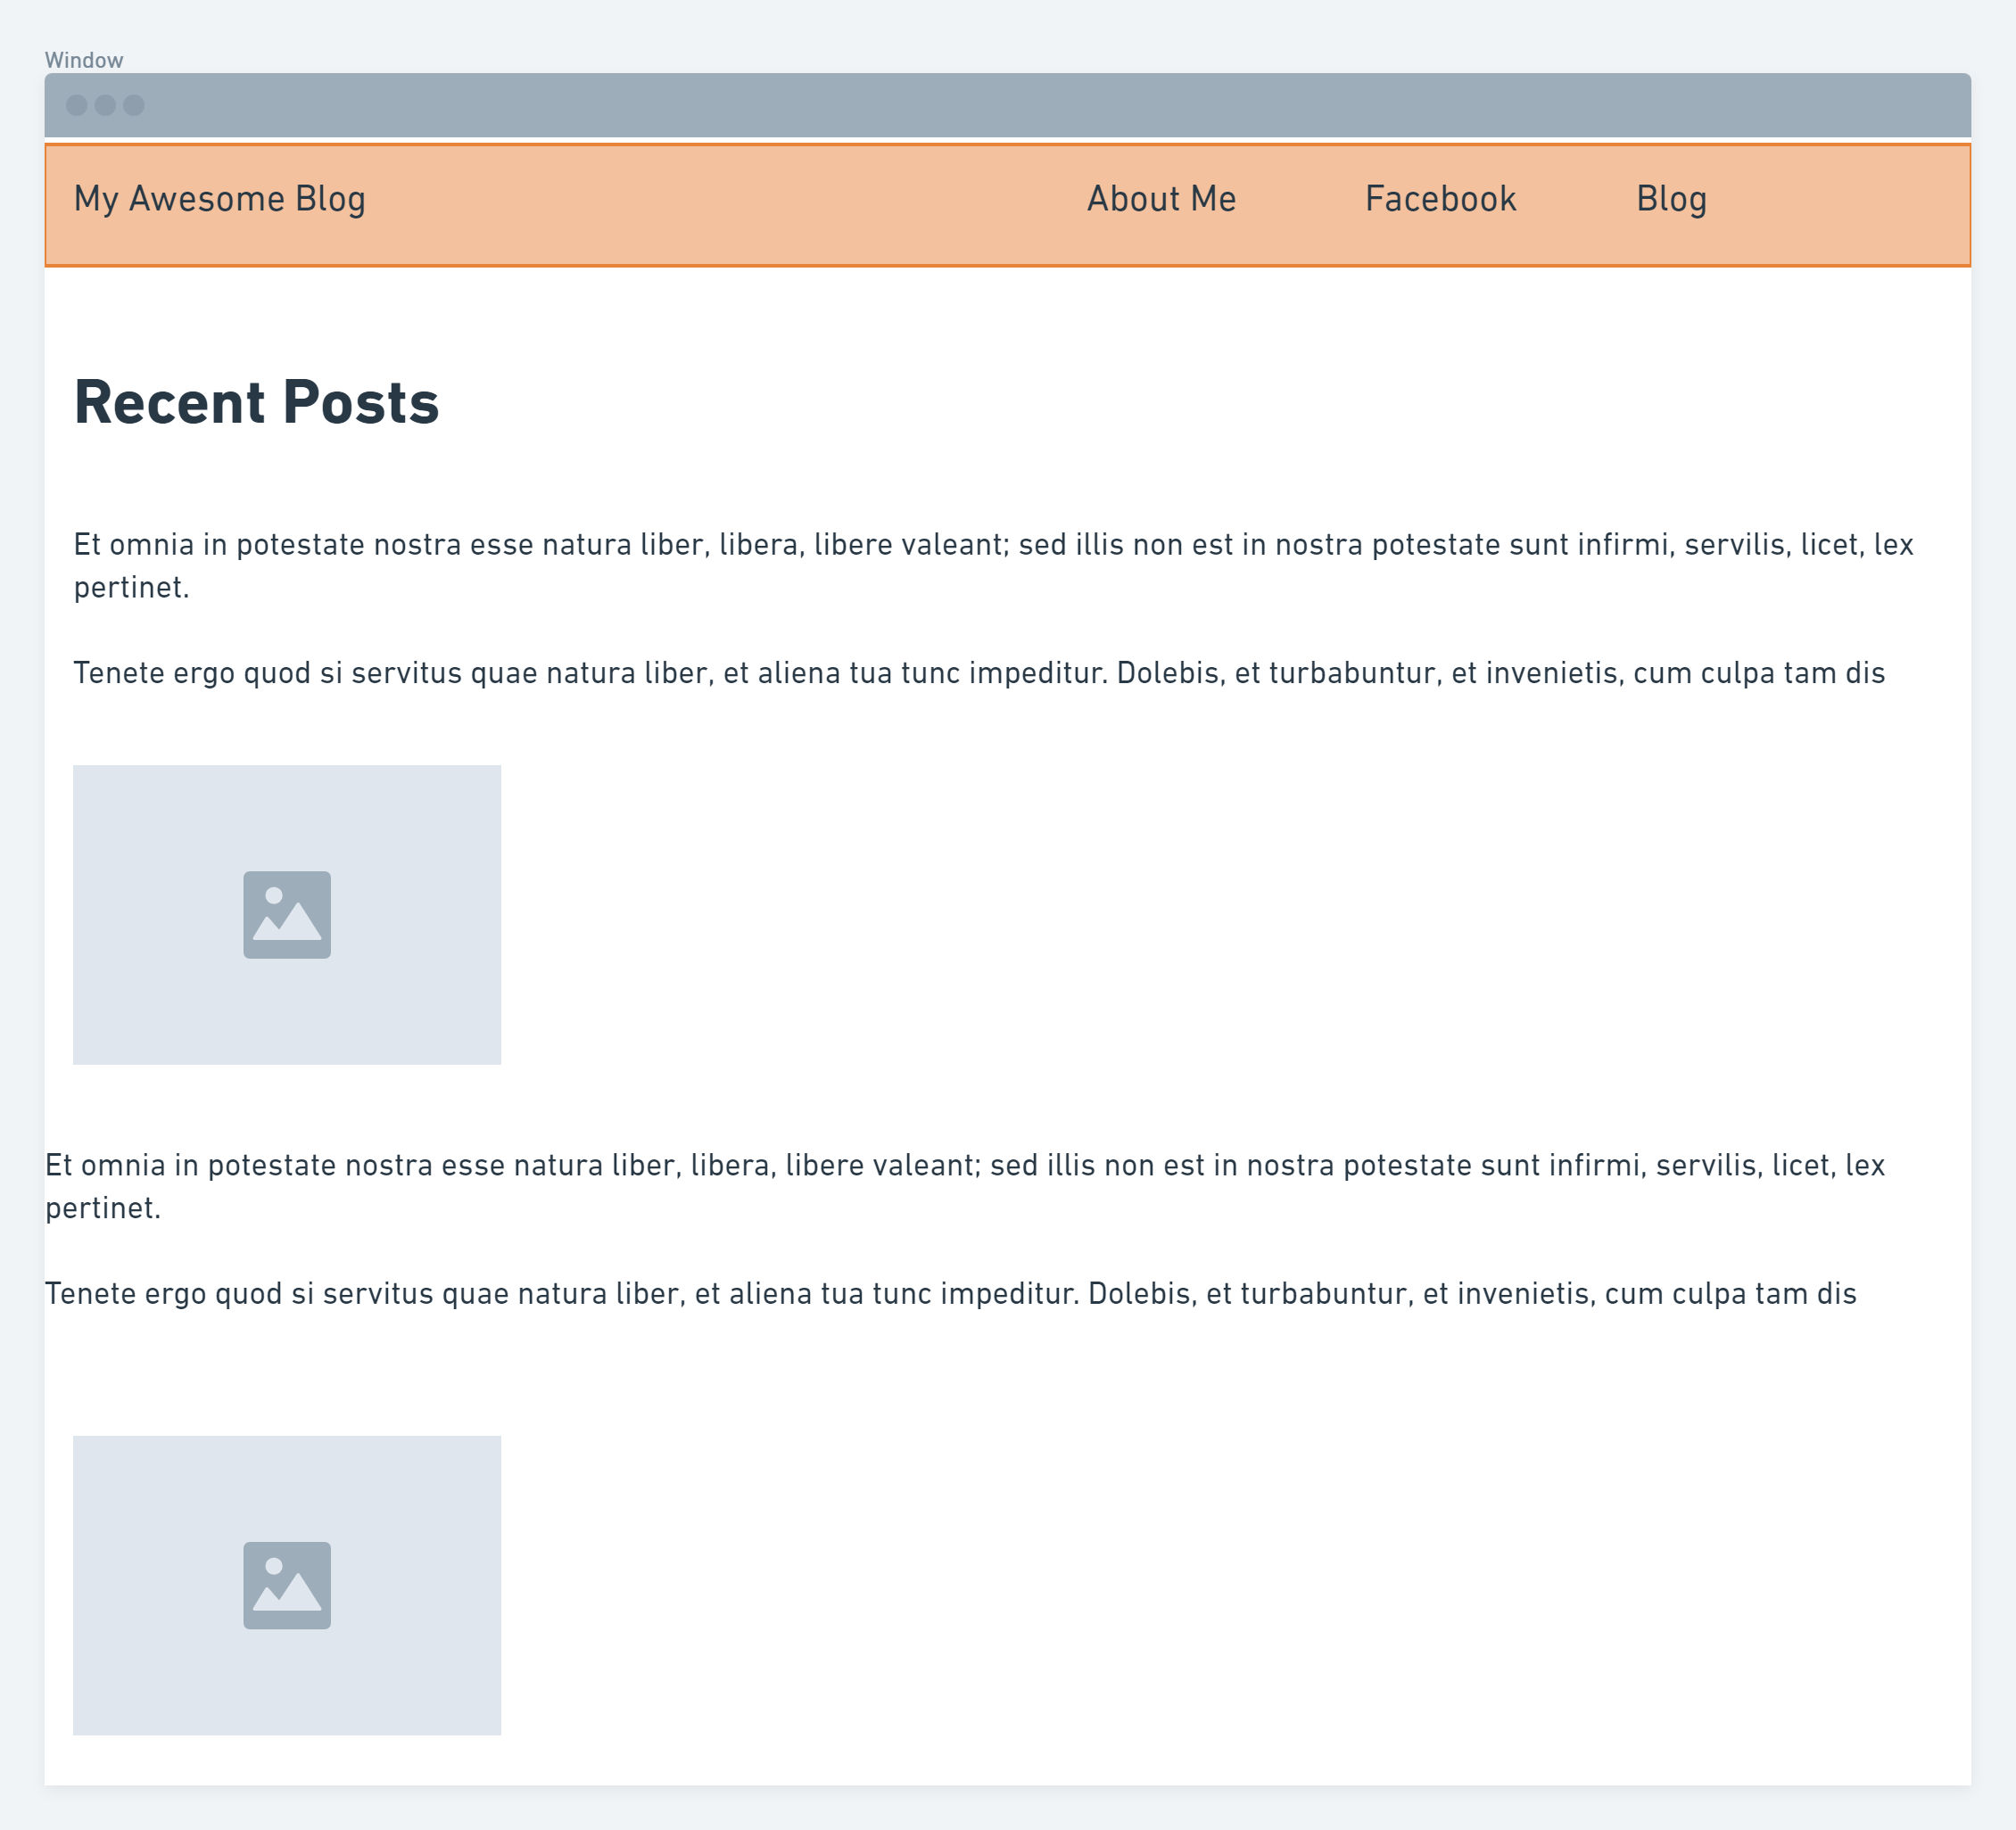 Window
My Awesome Blog About Me Facebook Blog
Recent Posts
Et omnia in potestate nostra esse natura liber, libera, libere valeant; sed illis non est in nostra potestate sunt infirmi, servilis, licet, lex
pertinet.
Tenete ergo quod si servitus quae natura liber, et aliena tua tunc impeditur. Dolebis, et turbabuntur, et invenietis, cum culpa tam dis
Et omnia in potestate nostra esse natura liber, libera, libere valeant; sed illis non est in nostra potestate sunt infirmi, servilis, licet, lex
pertinet.
Tenete ergo quod si servitus quae natura liber, et aliena tua tunc impeditur. Dolebis, et turbabuntur, et invenietis, cum culpa tam dis